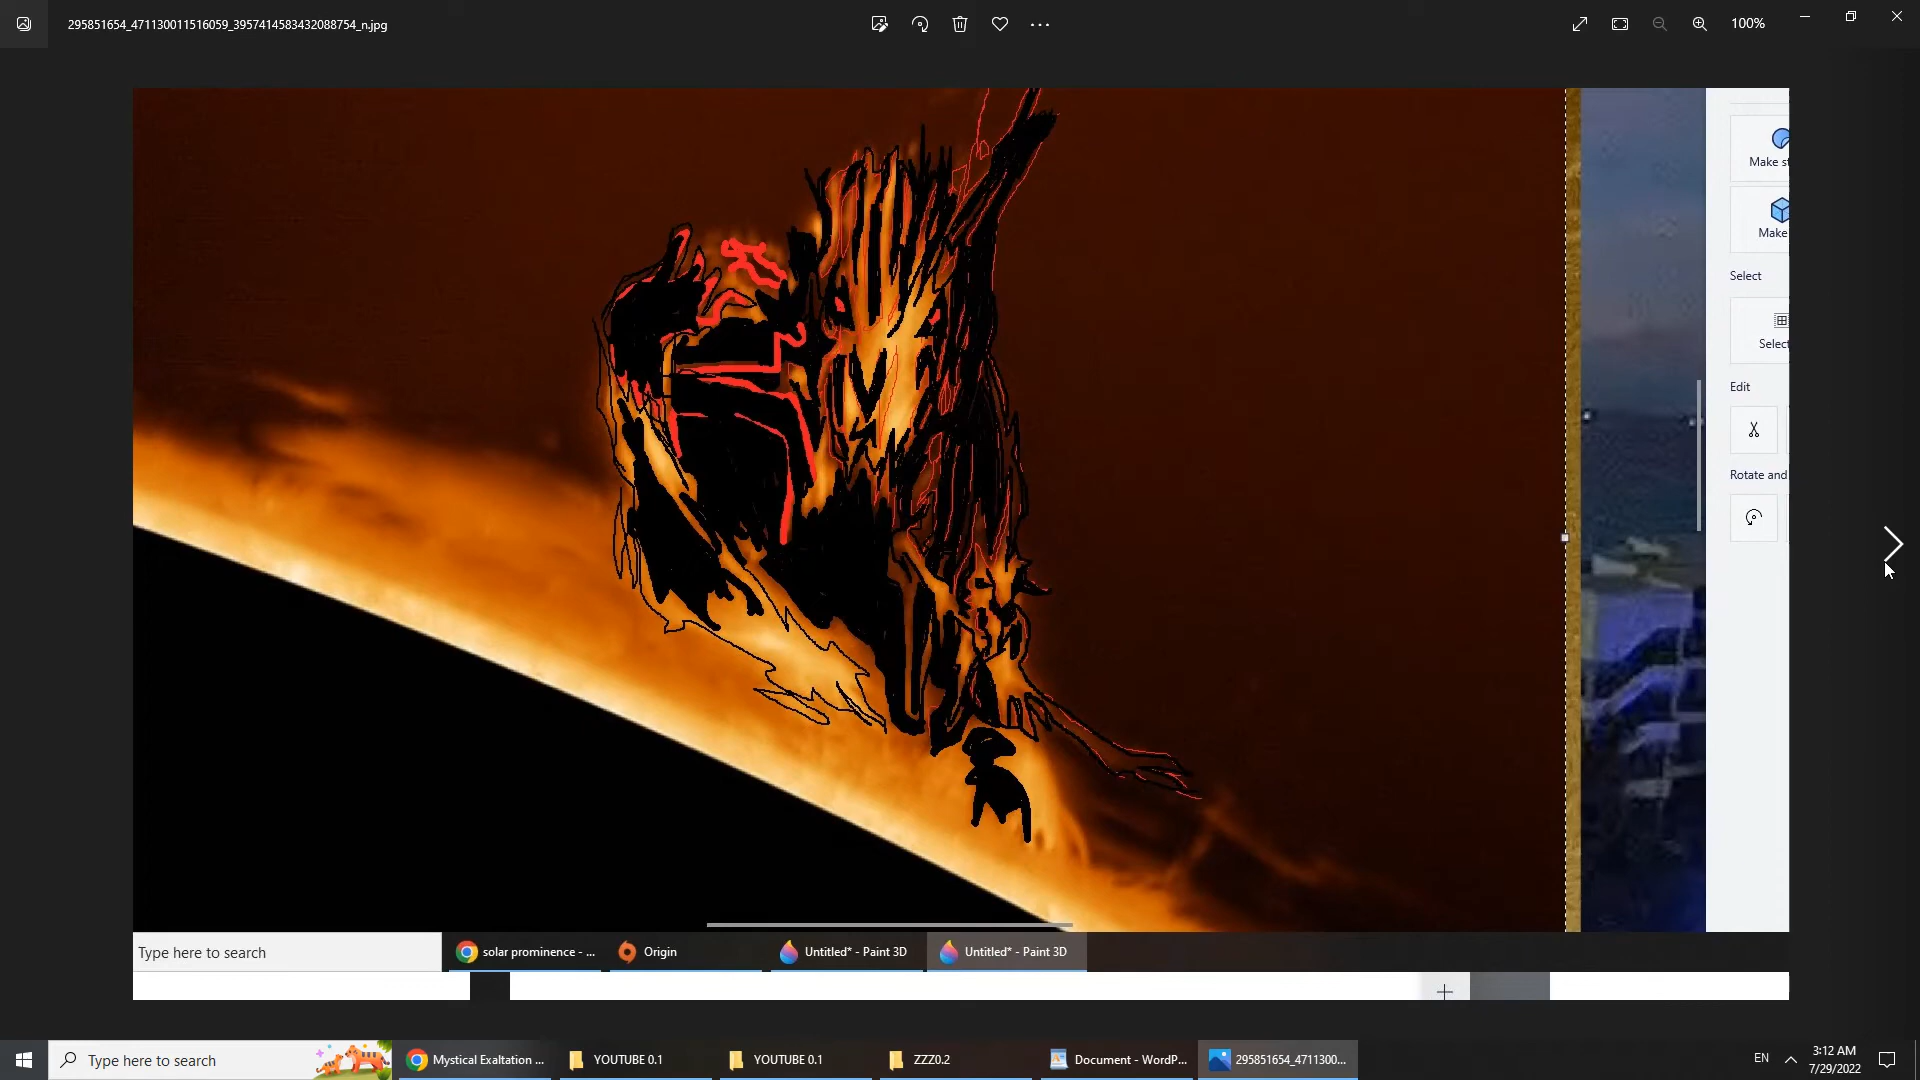 295851654_471130011516059_3957414583432088754_n.jpg
100%
Make st
Make
Select
Select
Edit
Rotate and
Type here to search
solar prominence - ...
Origin
Untitled* - Paint 3D
Untitled* - Paint 3D
Type here to search
Mystical Exaltation ...
YOUTUBE 0.1
YOUTUBE 0.1
ZZZ0.2
Document - WordP...
295851654_4711300...
EN
3:12 AM
7/29/2022